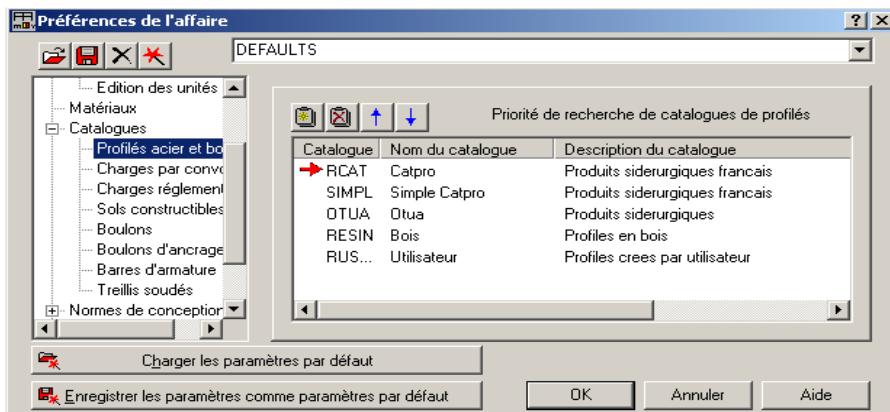 Préférences de l'affaire
DEFAULTS
Edition des unités
Matériaux
Catalogues
Profilés acier et bo
Charges par conv
Charges réglemen
Sols constructibles
Boulons
Boulons d'ancrage
Barres d'armature
Treillis soudés
Normes de conception
Priorité de recherche de catalogues de profilés
Catalogue Nom du catalogue Description du catalogue
RCAT Catpro Produits siderurgiques francais
SIMPL Simple Catpro Produits siderurgiques francais
OTUA Otua Produits siderurgiques
RESIN Bois Profiles en bois
RUS... Utilisateur Profiles crees par utilisateur
Charger les paramètres par défaut
Enregistrer les paramètres comme paramètres par défaut
OK Annuler Aide